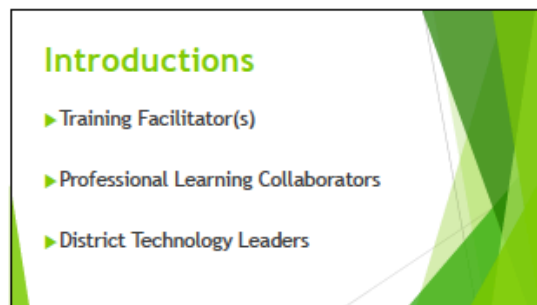 Introductions
Training Facilitator(s)
Professional Learning Collaborators
District Technology Leaders